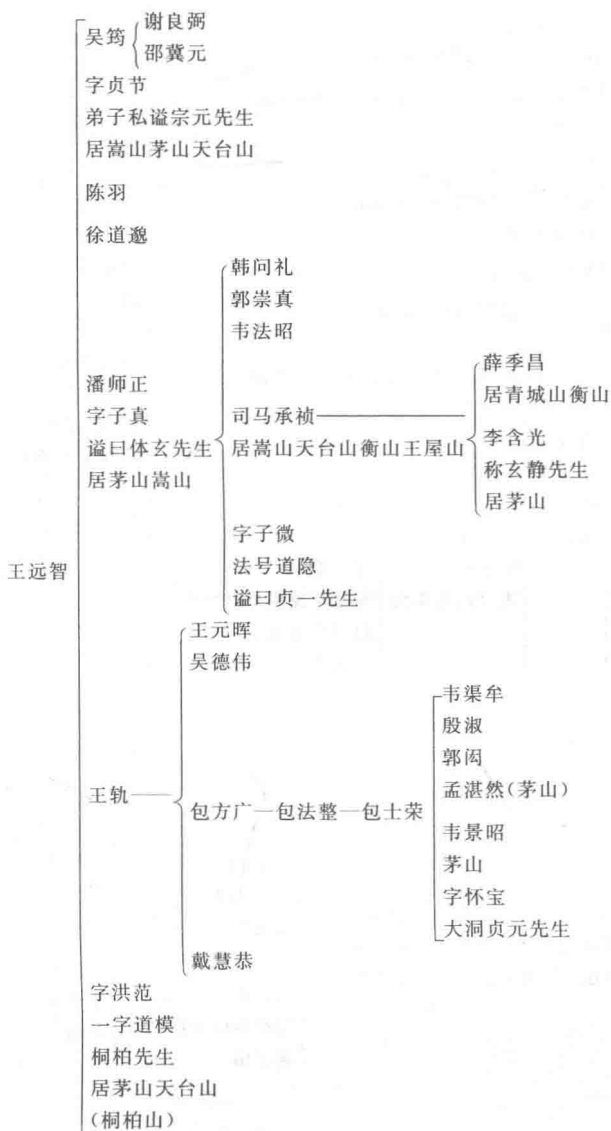 吴筠
谢良弼
邵冀元
字贞节
弟子私谥宗元先生
居嵩山茅山天台山
陈羽
徐道邈
韩问礼
郭崇真
韦法昭
潘师正
字子真
谥曰体玄先生
居茅山嵩山
司马承祯
居嵩山天台山衡山王屋山
薛季昌
居青城山衡山
李含光
称玄静先生
居茅山
字子微
法号道隐
谥曰贞一先生
王远智
王元晖
吴德伟
王轨
包方广—包法整—包士荣
韦渠牟
殷淑
郭闳
孟湛然(茅山)
韦景昭
茅山
字怀宝
大洞贞元先生
戴慧恭
字洪范
一字道模
桐柏先生
居茅山天台山
(桐柏山)